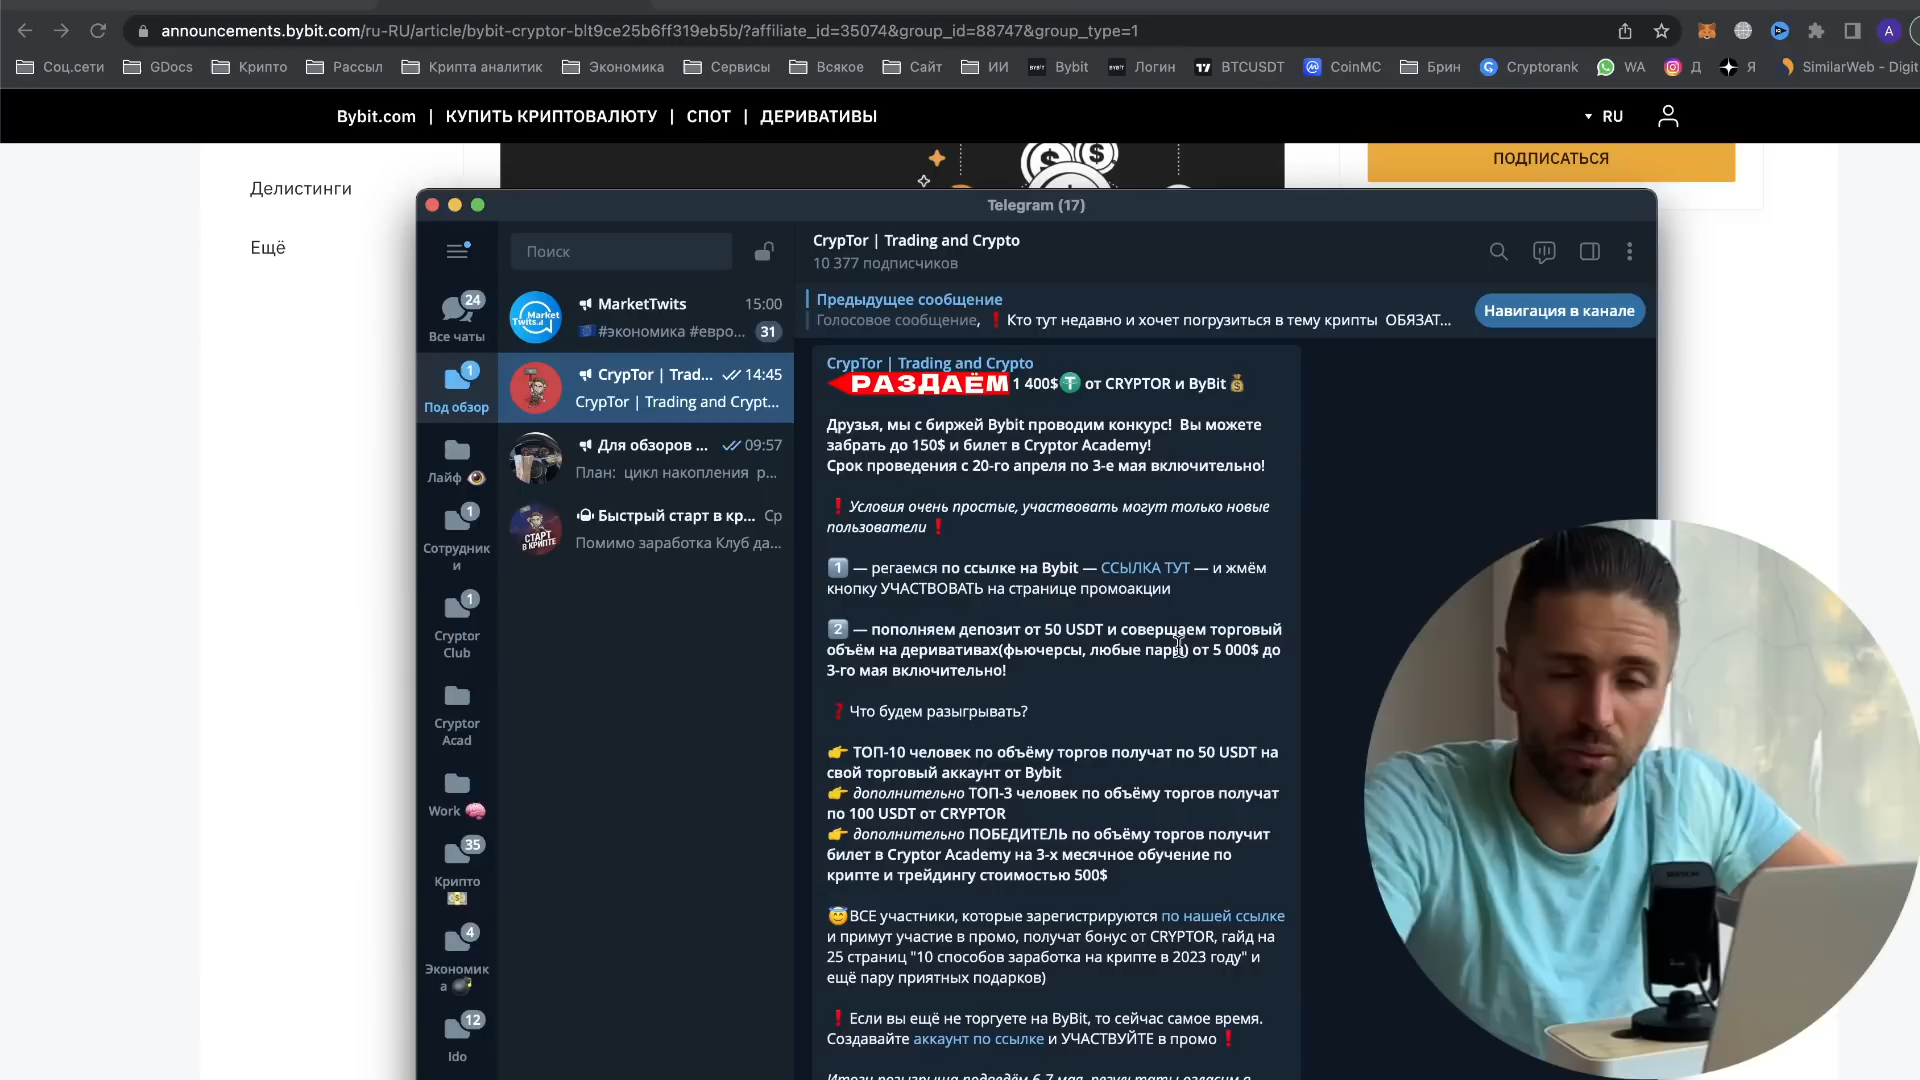 announcements.bybit.com/ru-RU/article/bybit-cryptor-blt9ce25b6ff319eb5b/?affiliate_id=35074&group_id=88747&group_type=1
A
Соц.сети GDocs Крипто Рассыл Крипта аналитик Экономика Сервисы Всякое Сайт ИИ Bybit Логин BTCUSDT CoinMC Брин Cryptorank WA Д Я SimilarWeb - Digit
Bybit.com | КУПИТЬ КРИПТОВАЛЮТУ | СПОТ | ДЕРИВАТИВЫ
RU
ПОДПИСАТЬСЯ
Делистинги
Ещё
Telegram (17)
Поиск
24
Все чаты
1
Под обзор
Лайф
1
Сотрудник
и
1
Cryptor
Club
Cryptor
Acad
Work
35
Крипто
4
Экономик
а
12
Ido
MarketTwits 15:00
#экономика #евро... 31
CrypTor | Trad... 14:45
CrypTor | Trading and Crypt...
Для обзоров ... 09:57
План: цикл накопления р...
Быстрый старт в кр... Ср
Помимо заработка Клуб да...
СТАРТ
В КРИПТЕ
CrypTor | Trading and Crypto
10 377 подписчиков
Предыдущее сообщение
Голосовое сообщение, ❗ Кто тут недавно и хочет погрузиться в тему крипты ОБЯЗАТ...
Навигация в канале
CrypTor | Trading and Crypto
РАЗДАЁМ 1 400$ от CRYPTOR и ByBit💰
Друзья, мы с биржей Bybit проводим конкурс! Вы можете
забрать до 150$ и билет в Cryptor Academy!
Срок проведения с 20-го апреля по 3-е мая включительно!
❗ Условия очень простые, участвовать могут только новые
пользователи ❗
1 — регаемся по ссылке на Bybit — ССЫЛКА ТУТ — и жмём
кнопку УЧАСТВОВАТЬ на странице промоакции
2 — пополняем депозит от 50 USDT и совершаем торговый
объём на деривативах(фьючерсы, любые пары) от 5 000$ до
3-го мая включительно!
❓ Что будем разыгрывать?
👉 ТОП-10 человек по объёму торгов получат по 50 USDT на
свой торговый аккаунт от Bybit
👉 дополнительно ТОП-3 человек по объёму торгов получат
по 100 USDT от CRYPTOR
👉 дополнительно ПОБЕДИТЕЛЬ по объёму торгов получит
билет в Cryptor Academy на 3-х месячное обучение по
крипте и трейдингу стоимостью 500$
😇ВСЕ участники, которые зарегистрируются по нашей ссылке
и примут участие в промо, получат бонус от CRYPTOR, гайд на
25 страниц "10 способов заработка на крипте в 2023 году" и
ещё пару приятных подарков)
❗ Если вы ещё не торгуете на ByBit, то сейчас самое время.
Создавайте аккаунт по ссылке и УЧАСТВУЙТЕ в промо ❗